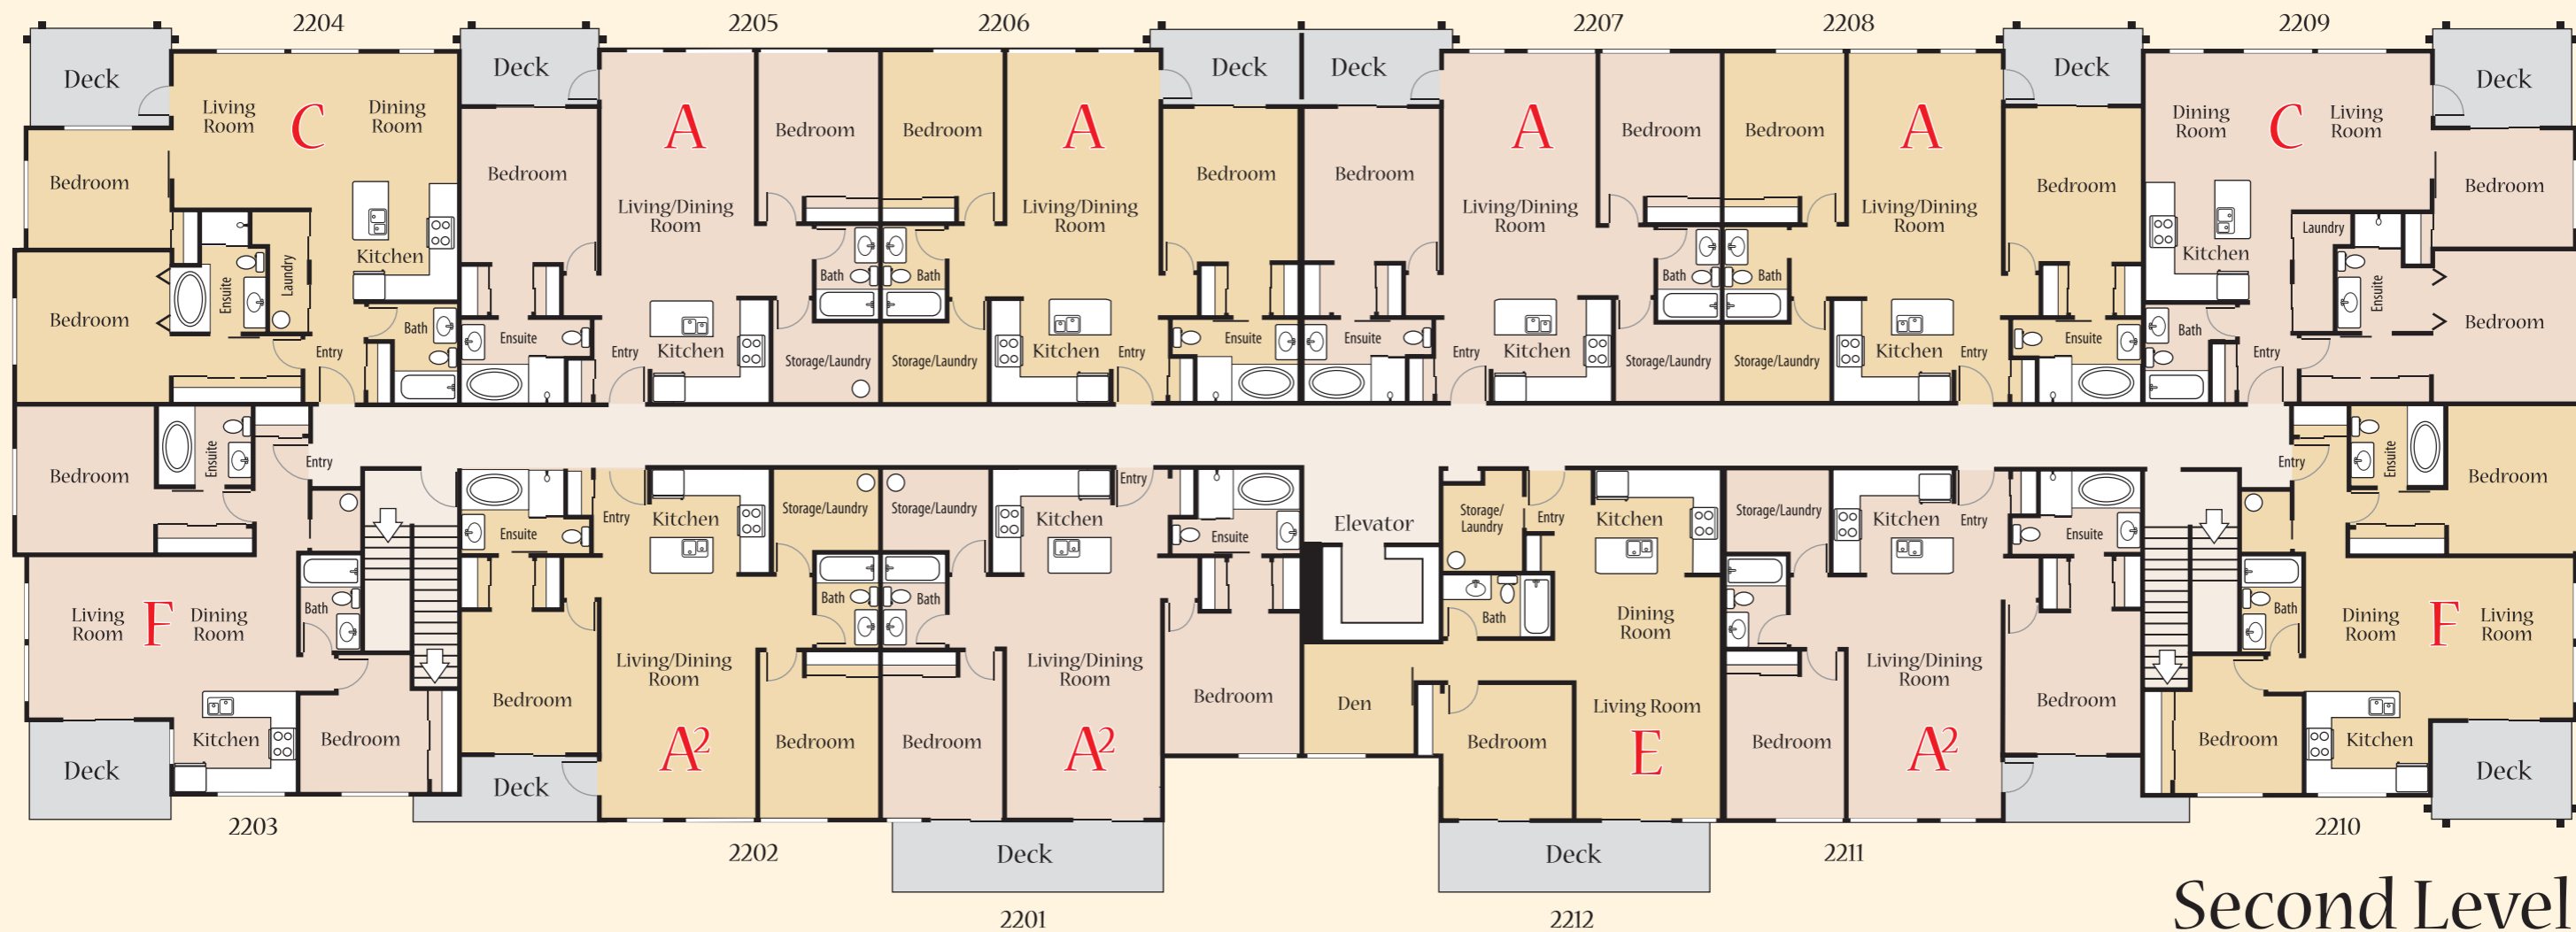 2204
2205
2206
2207
2208
2209
Deck
Living
Room
C
Dining
Room
Bedroom
Bedroom
Ensuite
Laundry
Kitchen
Bath
Entry
Deck
Bedroom
Ensuite
Entry
A
Living/Dining
Room
Kitchen
Bedroom
Bath
Storage/Laundry
Bedroom
Bath
Storage/Laundry
A
Living/Dining
Room
Kitchen
Entry
Deck
Bedroom
Ensuite
Deck
Bedroom
Ensuite
Entry
A
Living/Dining
Room
Kitchen
Bedroom
Bath
Storage/Laundry
Bedroom
Bath
Storage/Laundry
A
Living/Dining
Room
Kitchen
Entry
Deck
Bedroom
Ensuite
Dining
Room
C
Living
Room
Kitchen
Bath
Entry
Laundry
Ensuite
Deck
Bedroom
Bedroom
Bedroom
Ensuite
Entry
Living
Room
F
Dining
Room
Bath
Kitchen
Bedroom
Deck
2203
Ensuite
Entry
Kitchen
Storage/Laundry
Bath
Bedroom
Living/Dining
Room
A2
Bedroom
Deck
2202
Storage/Laundry
Kitchen
Entry
Bath
Living/Dining
Room
Bedroom
A2
Ensuite
Bedroom
Deck
2201
Elevator
Storage/
Laundry
Entry
Kitchen
Bath
Dining
Room
Den
Living Room
Bedroom
E
Deck
2212
Storage/Laundry
Kitchen
Entry
Ensuite
Living/Dining
Room
Bedroom
A2
Bedroom
2211
Entry
Ensuite
Bedroom
Bath
Dining
Room
F
Living
Room
Bedroom
Kitchen
Deck
2210
Second Level